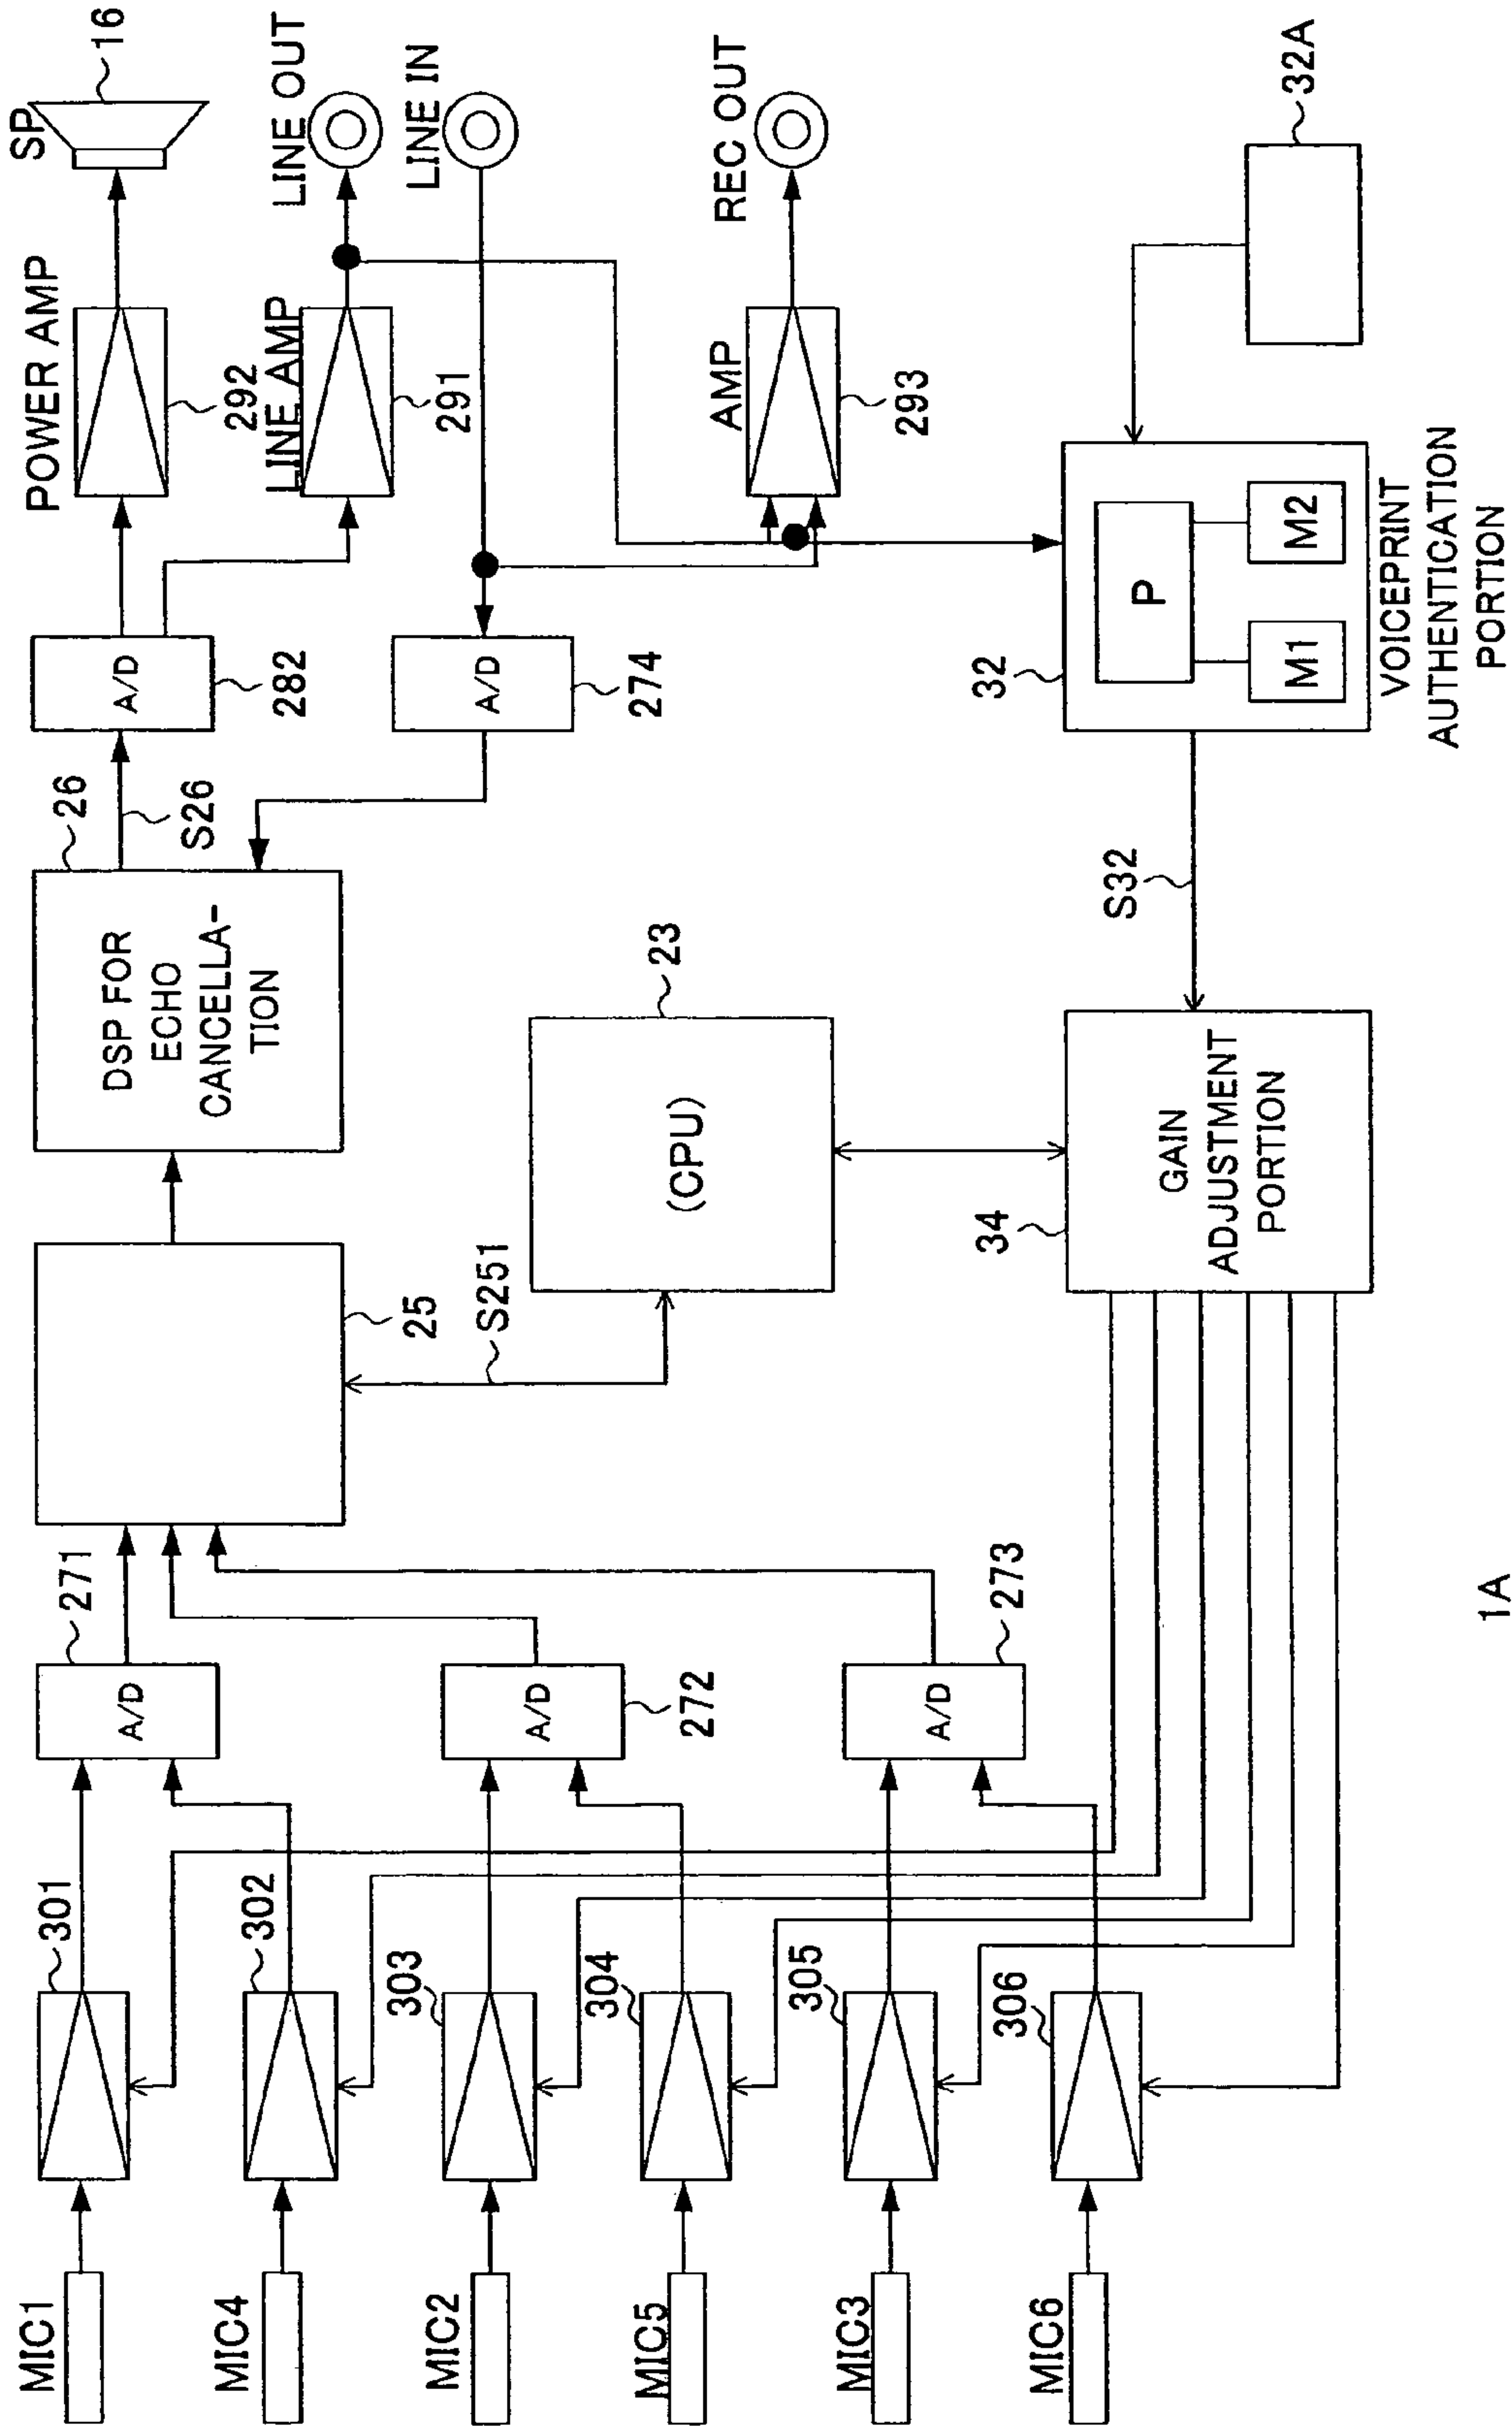 MIC1
MIC4
MIC2
MIC5
MIC3
MIC6
301
302
303
304
305
306
A/D
271
A/D
272
A/D
273
25
S251
(CPU)
23
DSP FOR
ECHO
CANCELLA-
TION
26
S26
A/D
282
A/D
274
POWER AMP
292
LINE AMP
291
SP
16
LINE OUT
LINE IN
AMP
293
REC OUT
32A
32
P
M1
M2
VOICEPRINT
AUTHENTICATION
PORTION
S32
34
GAIN
ADJUSTMENT
PORTION
1A